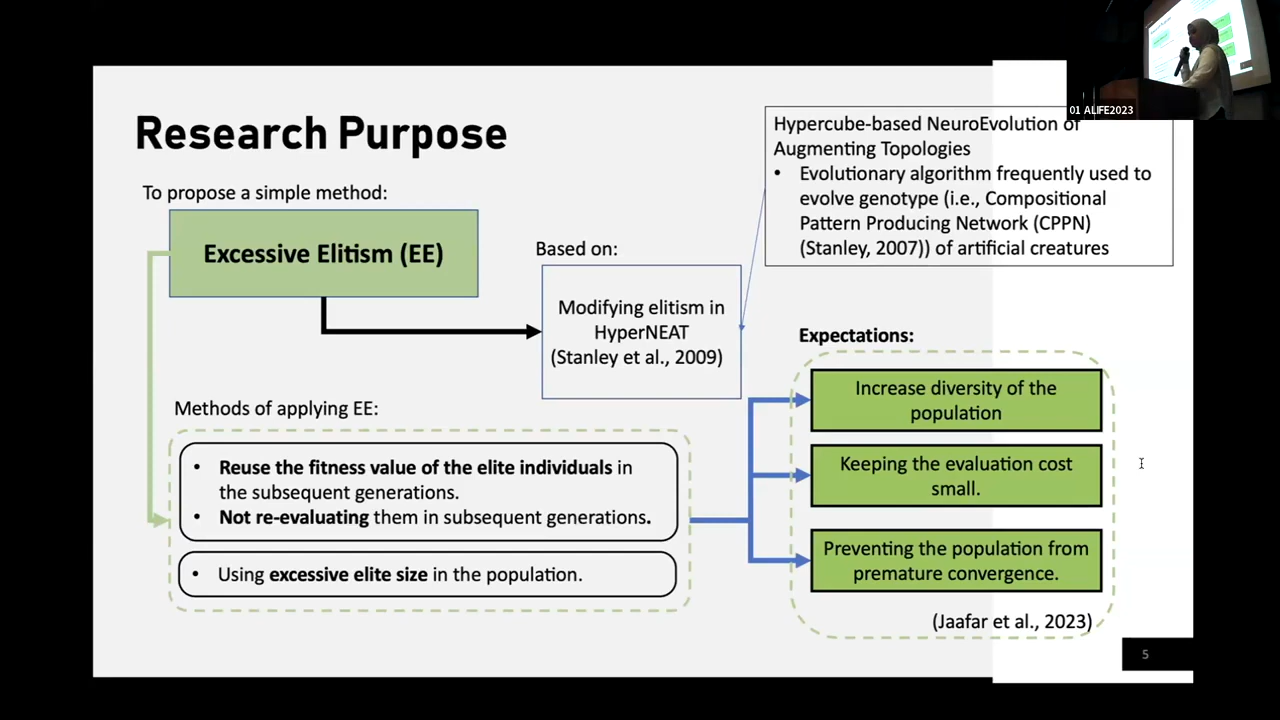 01 ALIFE2023
Research Purpose
To propose a simple method:
Excessive Elitism (EE)
Based on:
Modifying elitism in
HyperNEAT
(Stanley et al., 2009)
Hypercube-based NeuroEvolution of
Augmenting Topologies
• Evolutionary algorithm frequently used to
evolve genotype (i.e., Compositional
Pattern Producing Network (CPPN)
(Stanley, 2007)) of artificial creatures
Methods of applying EE:
• Reuse the fitness value of the elite individuals in
the subsequent generations.
• Not re-evaluating them in subsequent generations.
• Using excessive elite size in the population.
Expectations:
Increase diversity of the
population
Keeping the evaluation cost
small.
Preventing the population from
premature convergence.
(Jaafar et al., 2023)
5